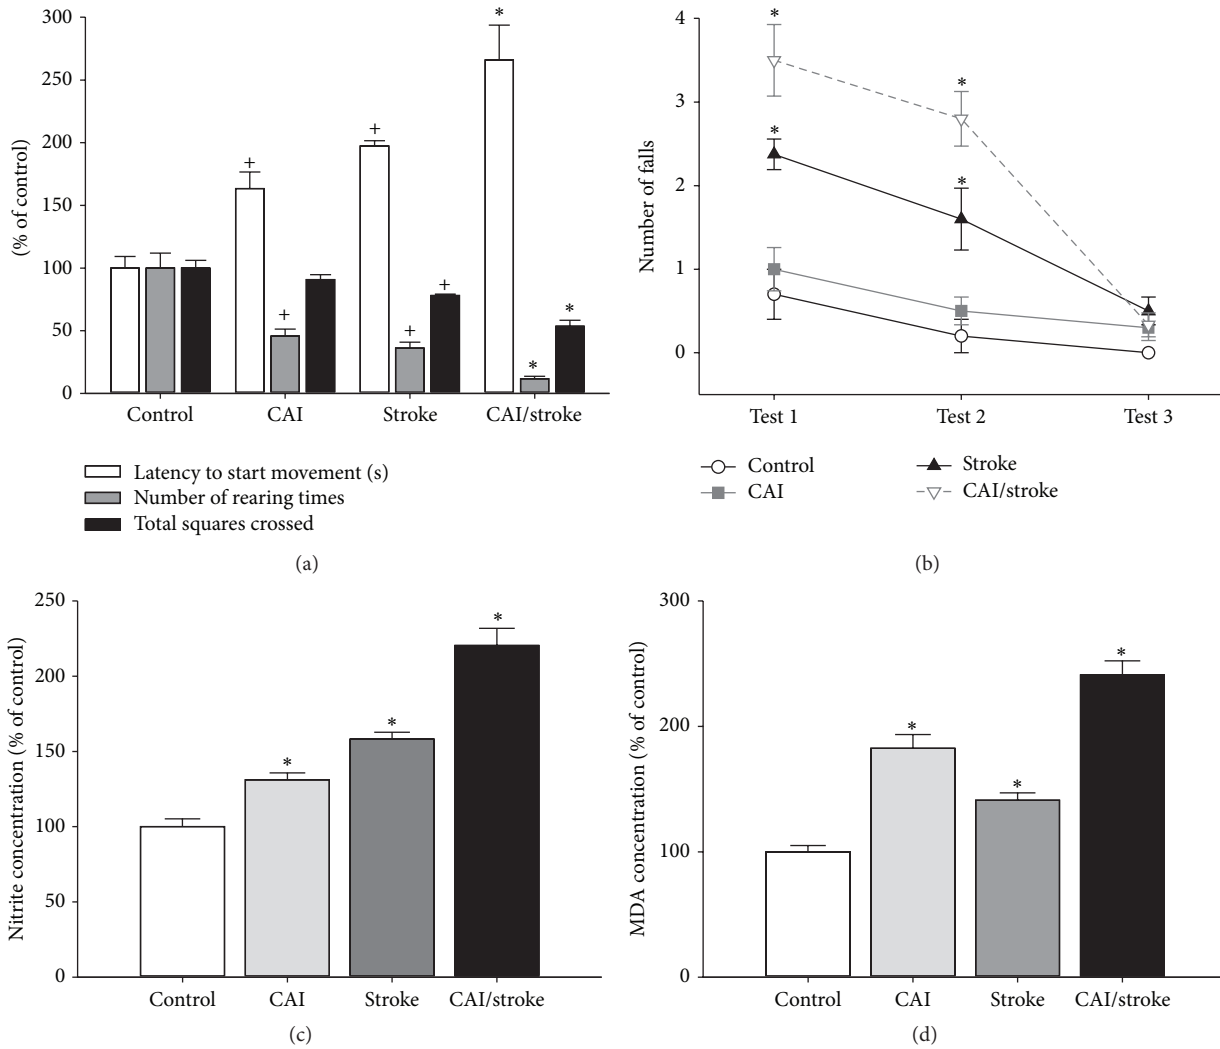 300
250
200
150
100
50
0
(% of control)
* + + + + + * *
Control CAI Stroke CAI/stroke
Latency to start movement (s)
Number of rearing times
Total squares crossed
(a)
4
3
2
1
0
Number of falls
* * * *
Test 1 Test 2 Test 3
Control Stroke
CAI CAI/stroke
(b)
250
200
150
100
50
0
Nitrite concentration (% of control)
* * *
Control CAI Stroke CAI/stroke
(c)
300
200
100
0
MDA concentration (% of control)
* * *
Control CAI Stroke CAI/stroke
(d)